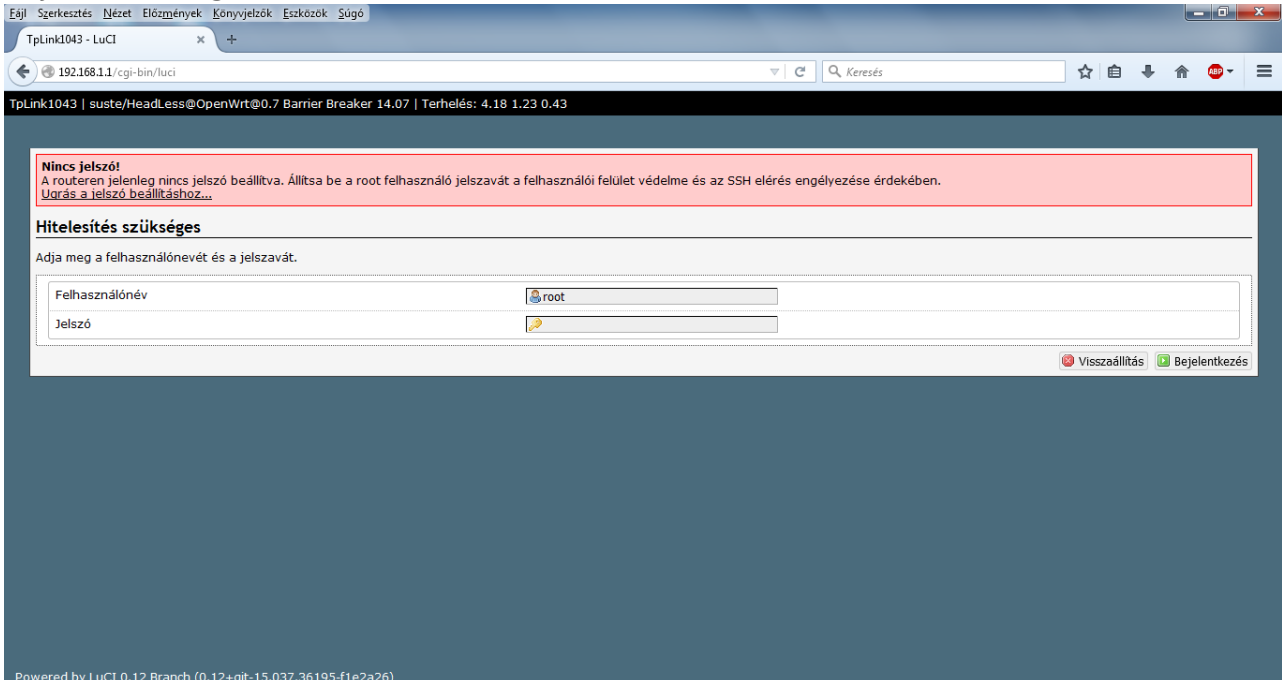 Fájl Szerkesztés Nézet Előzmények Könyvjelzők Eszközök Súgó
TpLink1043 - LuCI
192.168.1.1/cgi-bin/luci
Keresés
ABP
TpLink1043 | suste/HeadLess@OpenWrt@0.7 Barrier Breaker 14.07 | Terhelés: 4.18 1.23 0.43
Nincs jelszó!
A routeren jelenleg nincs jelszó beállítva. Állítsa be a root felhasználó jelszavát a felhasználói felület védelme és az SSH elérés engélyezése érdekében.
Ugrás a jelszó beállításhoz...
Hitelesítés szükséges
Adja meg a felhasználónevét és a jelszavát.
Felhasználónév
root
Jelszó
Visszaállítás Bejelentkezés
Powered by LuCI 0.12 Branch (0.12+git-15.037.36195-f1e2a26)